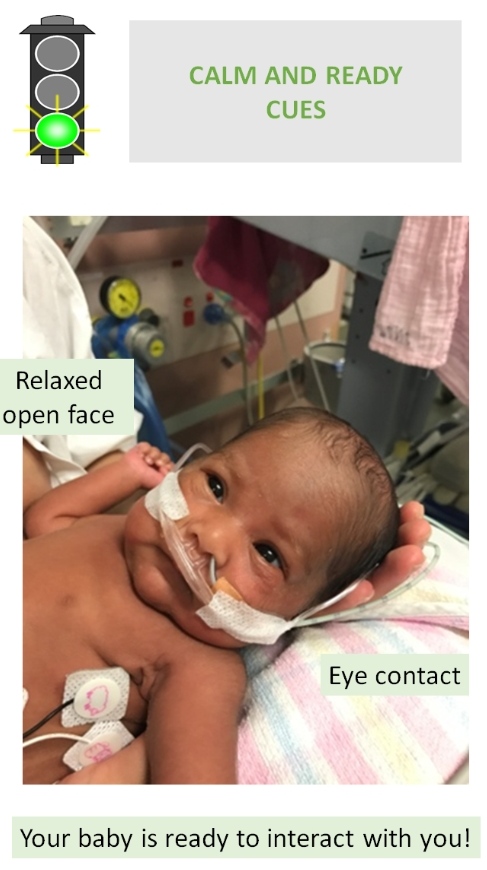 CALM AND READY
CUES
Relaxed
open face
Eye contact
Your baby is ready to interact with you!